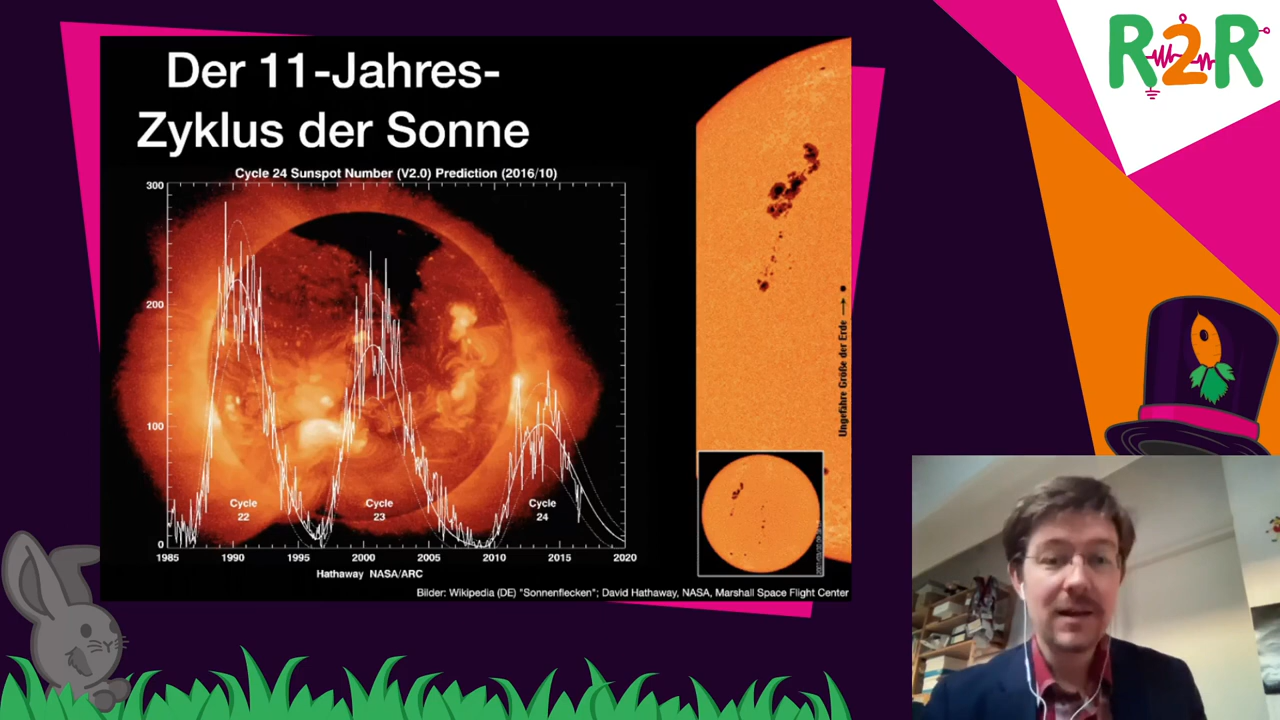 R2R
Der 11-Jahres-
Zyklus der Sonne
Cycle 24 Sunspot Number (V2.0) Prediction (2016/10)
300
200
100
0
Cycle
22
Cycle
23
Cycle
24
1985 1990 1995 2000 2005 2010 2015 2020
Hathaway NASA/ARC
Ungefähre Größe der Erde
Bilder: Wikipedia (DE) "Sonnenflecken"; David Hathaway, NASA, Marshall Space Flight Center